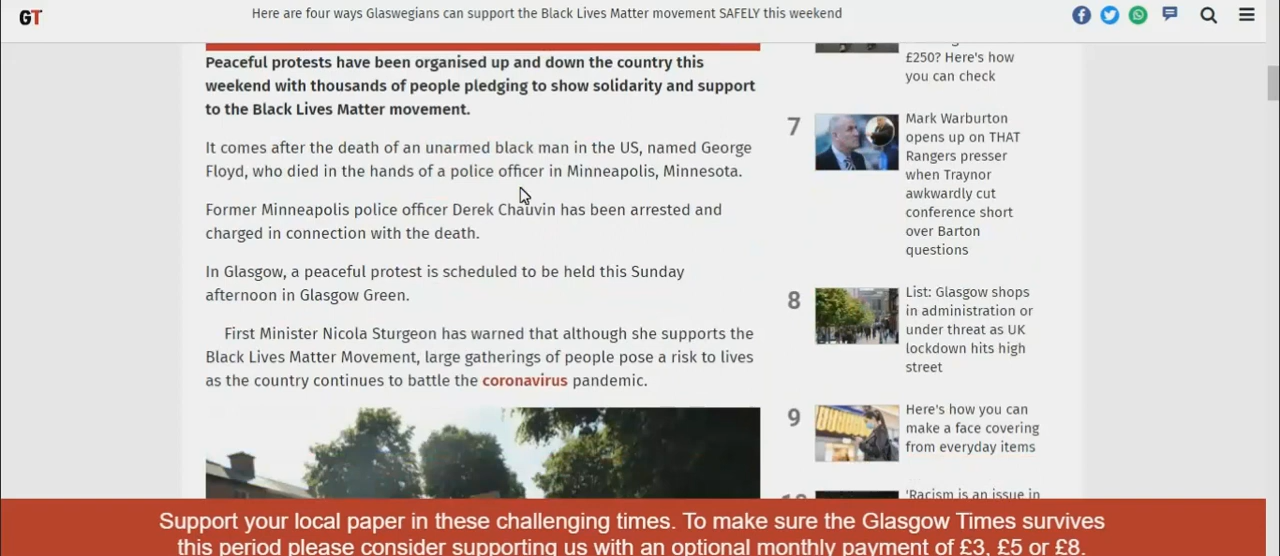 GT
Here are four ways Glaswegians can support the Black Lives Matter movement SAFELY this weekend
Peaceful protests have been organised up and down the country this
weekend with thousands of people pledging to show solidarity and support
to the Black Lives Matter movement.
It comes after the death of an unarmed black man in the US, named George
Floyd, who died in the hands of a police officer in Minneapolis, Minnesota.
Former Minneapolis police officer Derek Chauvin has been arrested and
charged in connection with the death.
In Glasgow, a peaceful protest is scheduled to be held this Sunday
afternoon in Glasgow Green.
First Minister Nicola Sturgeon has warned that although she supports the
Black Lives Matter Movement, large gatherings of people pose a risk to lives
as the country continues to battle the coronavirus pandemic.
£250? Here's how
you can check
7
Mark Warburton
opens up on THAT
Rangers presser
when Traynor
awkwardly cut
conference short
over Barton
questions
8
List: Glasgow shops
in administration or
under threat as UK
lockdown hits high
street
9
Here's how you can
make a face covering
from everyday items
10
'Racism is an issue in
Support your local paper in these challenging times. To make sure the Glasgow Times survives
this period please consider supporting us with an optional monthly payment of £3, £5 or £8.